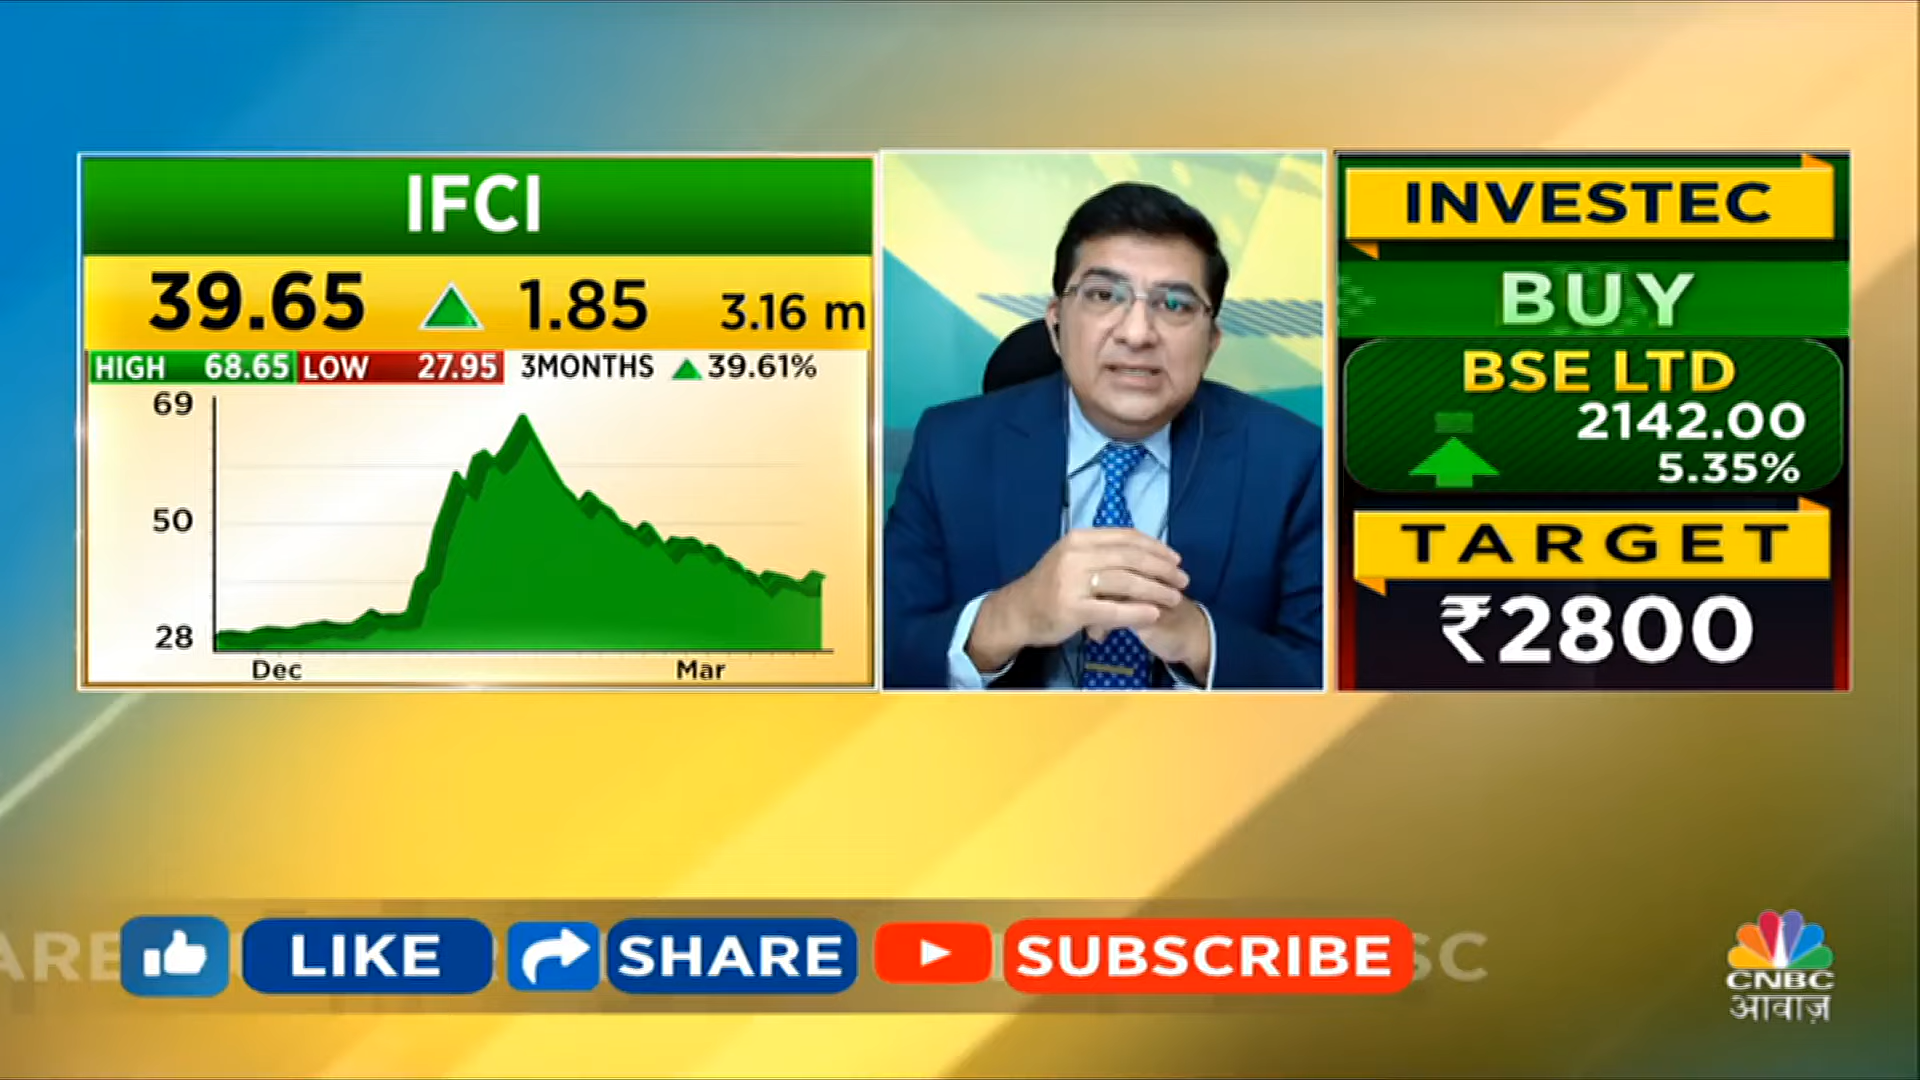 IFCI
39.65 1.85 3.16 m
HIGH 68.65 LOW 27.95 3MONTHS 39.61%
69
50
28
Dec Mar
INVESTEC
BUY
BSE LTD
2142.00
5.35%
TARGET
₹2800
LIKE SHARE SUBSCRIBE
CNBC
आवाज़